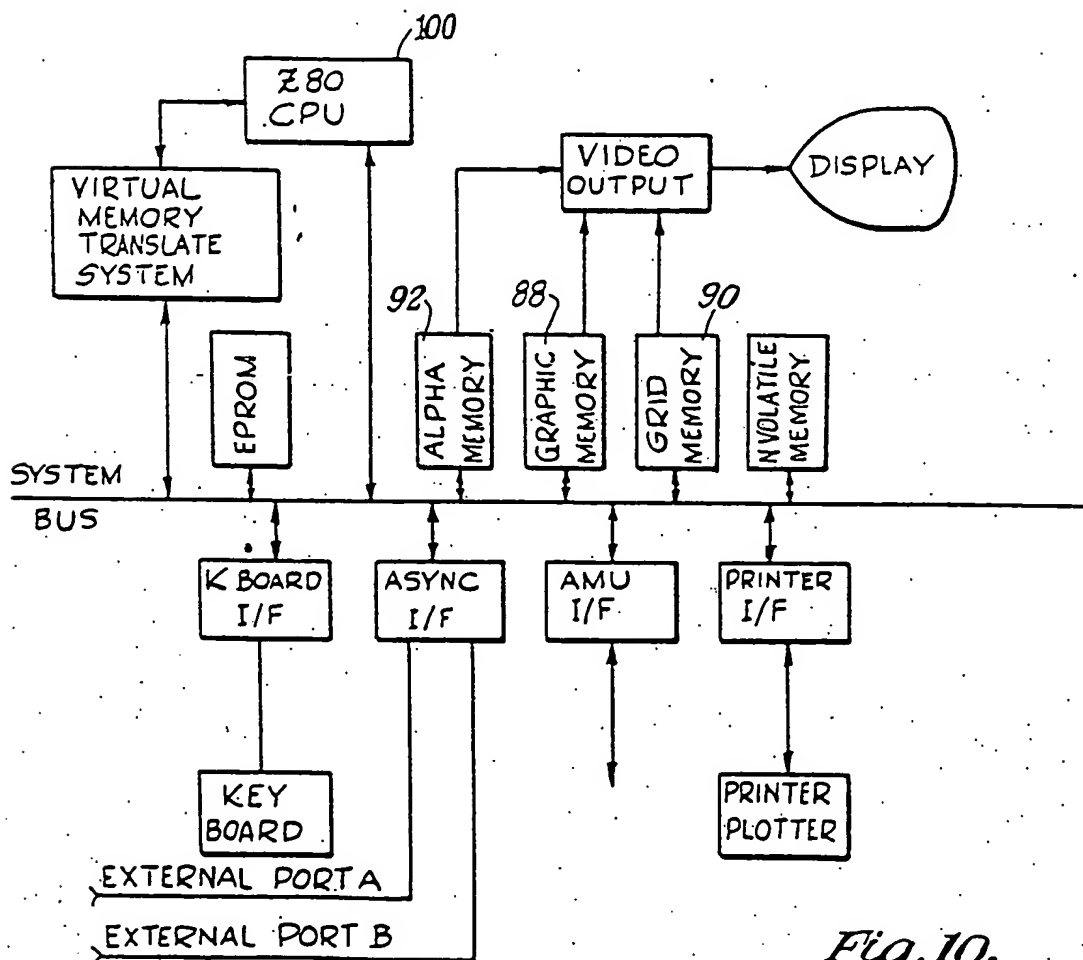 100
Z80
CPU
VIRTUAL
MEMORY
TRANSLATE
SYSTEM
VIDEO
OUTPUT
DISPLAY
92
88
90
EPROM
ALPHA
MEMORY
GRAPHIC
MEMORY
GRID
MEMORY
NVOLATILE
MEMORY
SYSTEM
BUS
K BOARD
I/F
ASYNC
I/F
AMU
I/F
PRINTER
I/F
KEY
BOARD
PRINTER
PLOTTER
EXTERNAL PORT A
EXTERNAL PORT B
Fig. 10.